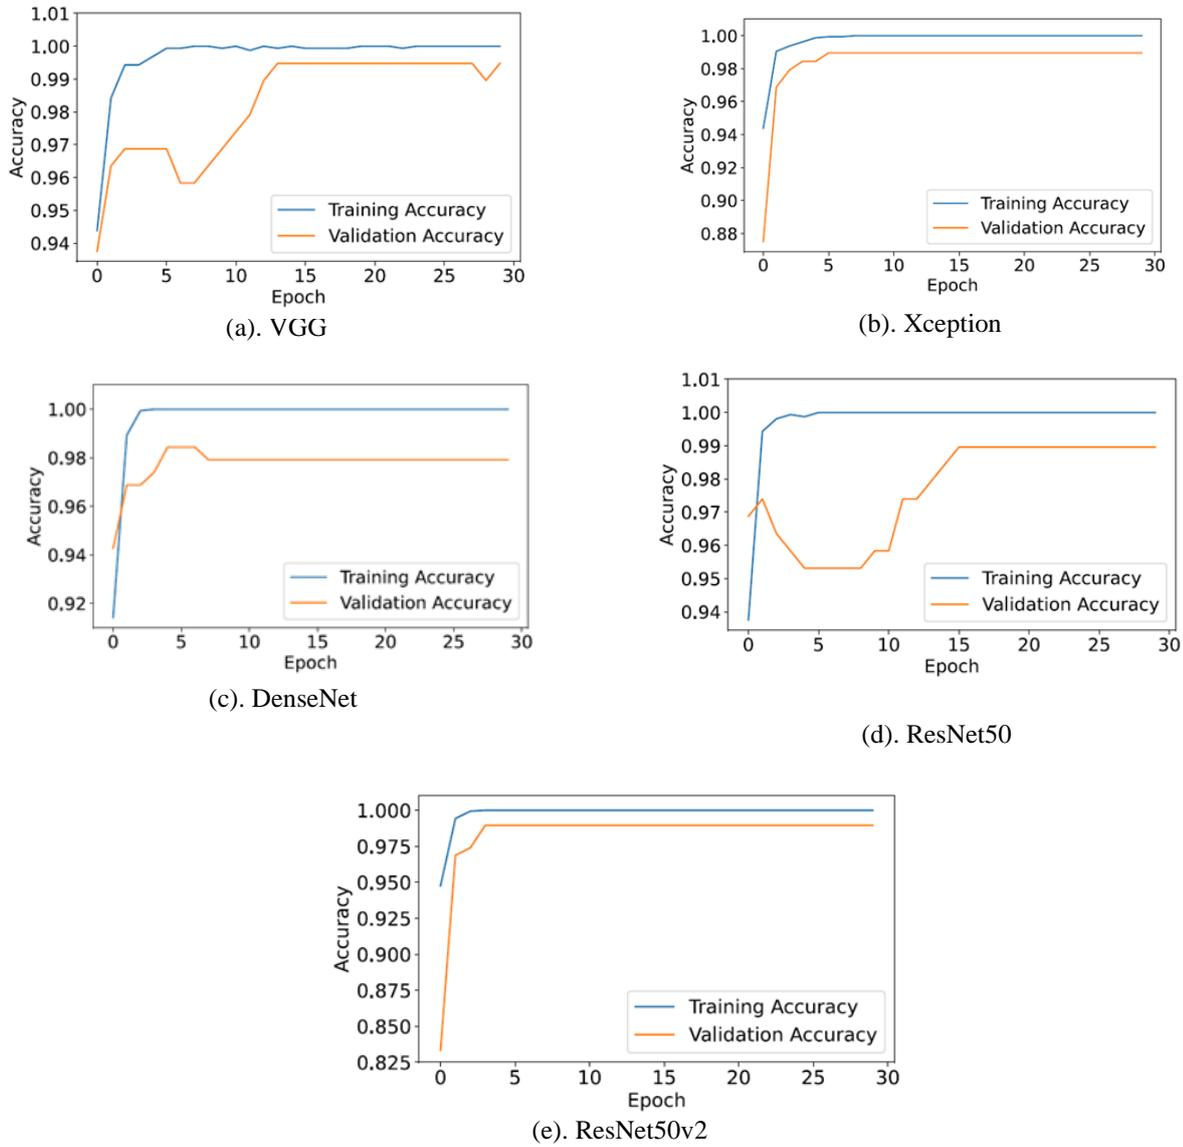 1.01
1.00
0.99
0.98
0.97
0.96
0.95
0.94
Accuracy
Training Accuracy
Validation Accuracy
0 5 10 15 20 25 30
Epoch
(a). VGG
1.00
0.98
0.96
0.94
0.92
0.90
0.88
Accuracy
Training Accuracy
Validation Accuracy
0 5 10 15 20 25 30
Epoch
(b). Xception
1.00
0.98
0.96
0.94
0.92
Accuracy
Training Accuracy
Validation Accuracy
0 5 10 15 20 25 30
Epoch
(c). DenseNet
1.01
1.00
0.99
0.98
0.97
0.96
0.95
0.94
Accuracy
Training Accuracy
Validation Accuracy
0 5 10 15 20 25 30
Epoch
(d). ResNet50
1.000
0.975
0.950
0.925
0.900
0.875
0.850
0.825
Accuracy
Training Accuracy
Validation Accuracy
0 5 10 15 20 25 30
Epoch
(e). ResNet50v2